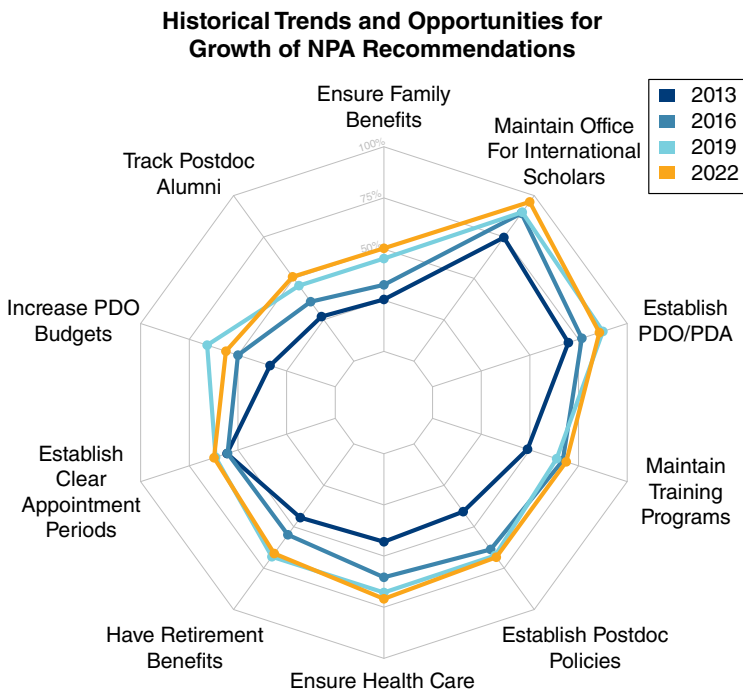 Historical Trends and Opportunities for
Growth of NPA Recommendations
2013
2016
2019
2022
Ensure Family
Benefits
Maintain Office
For International
Scholars
Establish
PDO/PDA
Maintain
Training
Programs
Establish Postdoc
Policies
Ensure Health Care
Have Retirement
Benefits
Establish
Clear
Appointment
Periods
Increase PDO
Budgets
Track Postdoc
Alumni
100%
75%
50%